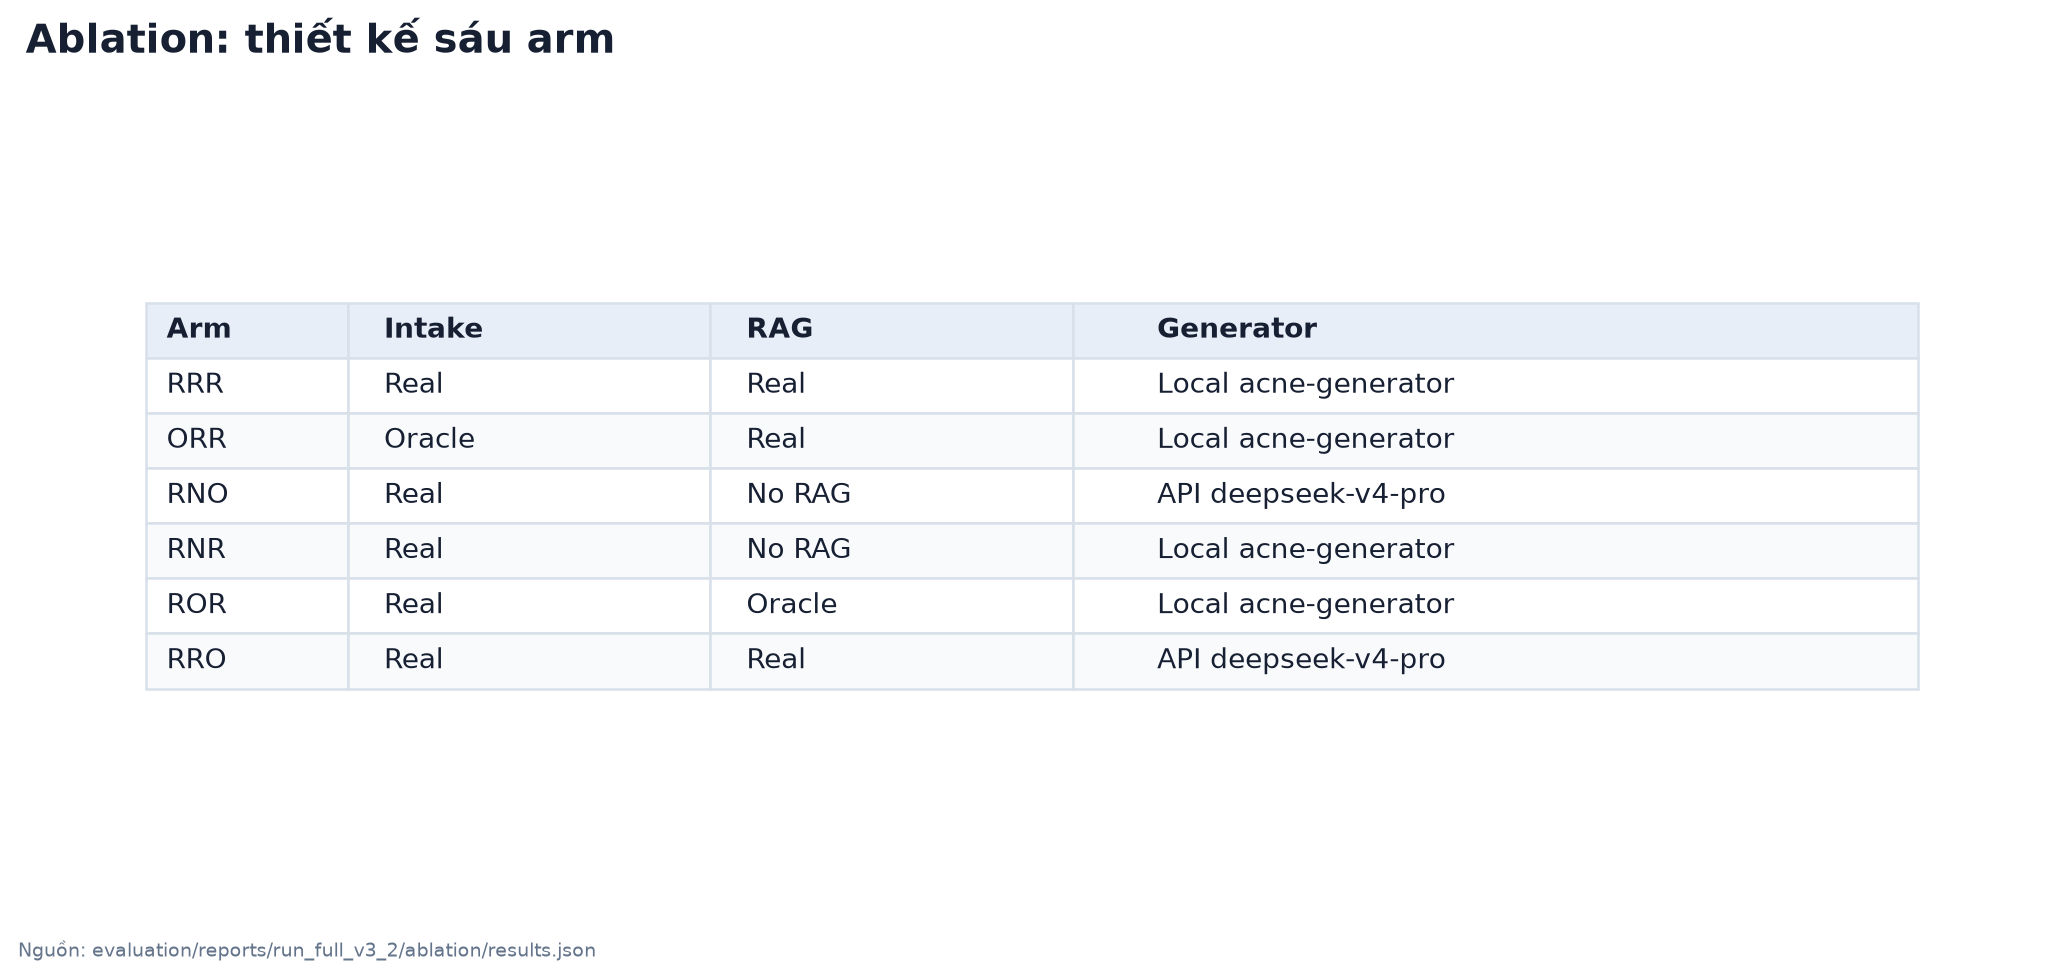 Ablation: thiết kế sáu arm
Arm Intake RAG Generator
RRR Real Real Local acne-generator
ORR Oracle Real Local acne-generator
RNO Real No RAG API deepseek-v4-pro
RNR Real No RAG Local acne-generator
ROR Real Oracle Local acne-generator
RRO Real Real API deepseek-v4-pro
Nguồn: evaluation/reports/run_full_v3_2/ablation/results.json